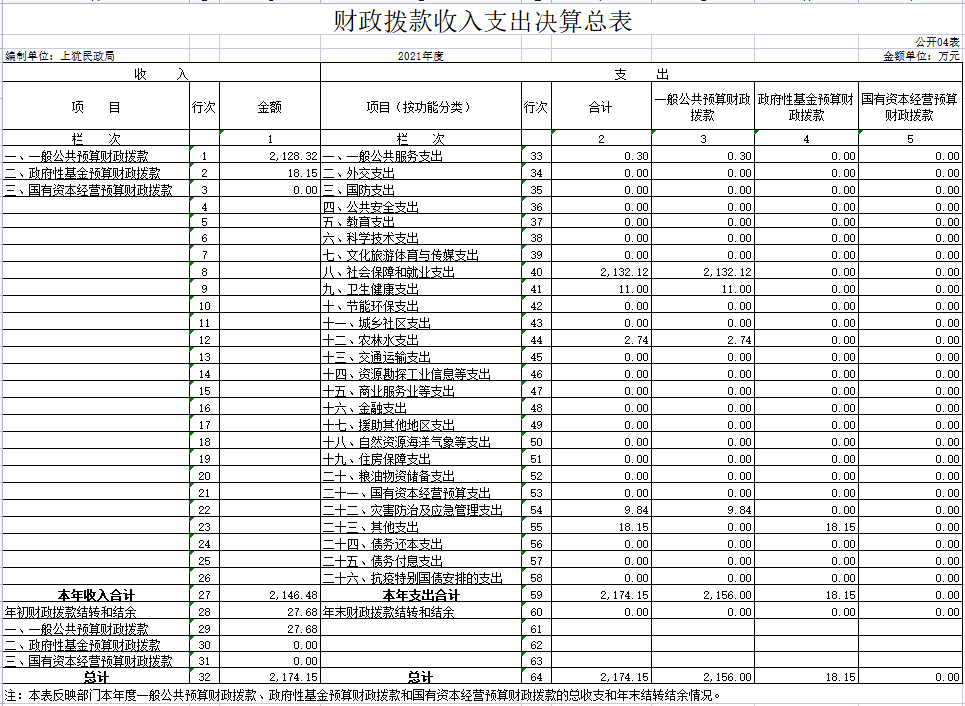 财政拨款收入支出决算总表
公开04表
编制单位：上犹民政局 2021年度 金额单位：万元
收 入 支 出
项 目 行次 金额 项目（按功能分类） 行次 合计 一般公共预算财政拨款 政府性基金预算财政拨款 国有资本经营预算财政拨款
栏 次 1 栏 次 2 3 4 5
一、一般公共预算财政拨款 1 2,128.32 一、一般公共服务支出 33 0.30 0.30 0.00 0.00
二、政府性基金预算财政拨款 2 18.15 二、外交支出 34 0.00 0.00 0.00 0.00
三、国有资本经营预算财政拨款 3 0.00 三、国防支出 35 0.00 0.00 0.00 0.00
4 四、公共安全支出 36 0.00 0.00 0.00 0.00
5 五、教育支出 37 0.00 0.00 0.00 0.00
6 六、科学技术支出 38 0.00 0.00 0.00 0.00
7 七、文化旅游体育与传媒支出 39 0.00 0.00 0.00 0.00
8 八、社会保障和就业支出 40 2,132.12 2,132.12 0.00 0.00
9 九、卫生健康支出 41 11.00 11.00 0.00 0.00
10 十、节能环保支出 42 0.00 0.00 0.00 0.00
11 十一、城乡社区支出 43 0.00 0.00 0.00 0.00
12 十二、农林水支出 44 2.74 2.74 0.00 0.00
13 十三、交通运输支出 45 0.00 0.00 0.00 0.00
14 十四、资源勘探工业信息等支出 46 0.00 0.00 0.00 0.00
15 十五、商业服务业等支出 47 0.00 0.00 0.00 0.00
16 十六、金融支出 48 0.00 0.00 0.00 0.00
17 十七、援助其他地区支出 49 0.00 0.00 0.00 0.00
18 十八、自然资源海洋气象等支出 50 0.00 0.00 0.00 0.00
19 十九、住房保障支出 51 0.00 0.00 0.00 0.00
20 二十、粮油物资储备支出 52 0.00 0.00 0.00 0.00
21 二十一、国有资本经营预算支出 53 0.00 0.00 0.00 0.00
22 二十二、灾害防治及应急管理支出 54 9.84 9.84 0.00 0.00
23 二十三、其他支出 55 18.15 0.00 18.15 0.00
24 二十四、债务还本支出 56 0.00 0.00 0.00 0.00
25 二十五、债务付息支出 57 0.00 0.00 0.00 0.00
26 二十六、抗疫特别国债安排的支出 58 0.00 0.00 0.00 0.00
本年收入合计 27 2,146.48 本年支出合计 59 2,174.15 2,156.00 18.15 0.00
年初财政拨款结转和结余 28 27.68 年末财政拨款结转和结余 60 0.00 0.00 0.00 0.00
一、一般公共预算财政拨款 29 27.68 61
二、政府性基金预算财政拨款 30 0.00 62
三、国有资本经营预算财政拨款 31 0.00 63
总计 32 2,174.15 总计 64 2,174.15 2,156.00 18.15 0.00
注：本表反映部门本年度一般公共预算财政拨款、政府性基金预算财政拨款和国有资本经营预算财政拨款的总收支和年末结转结余情况。